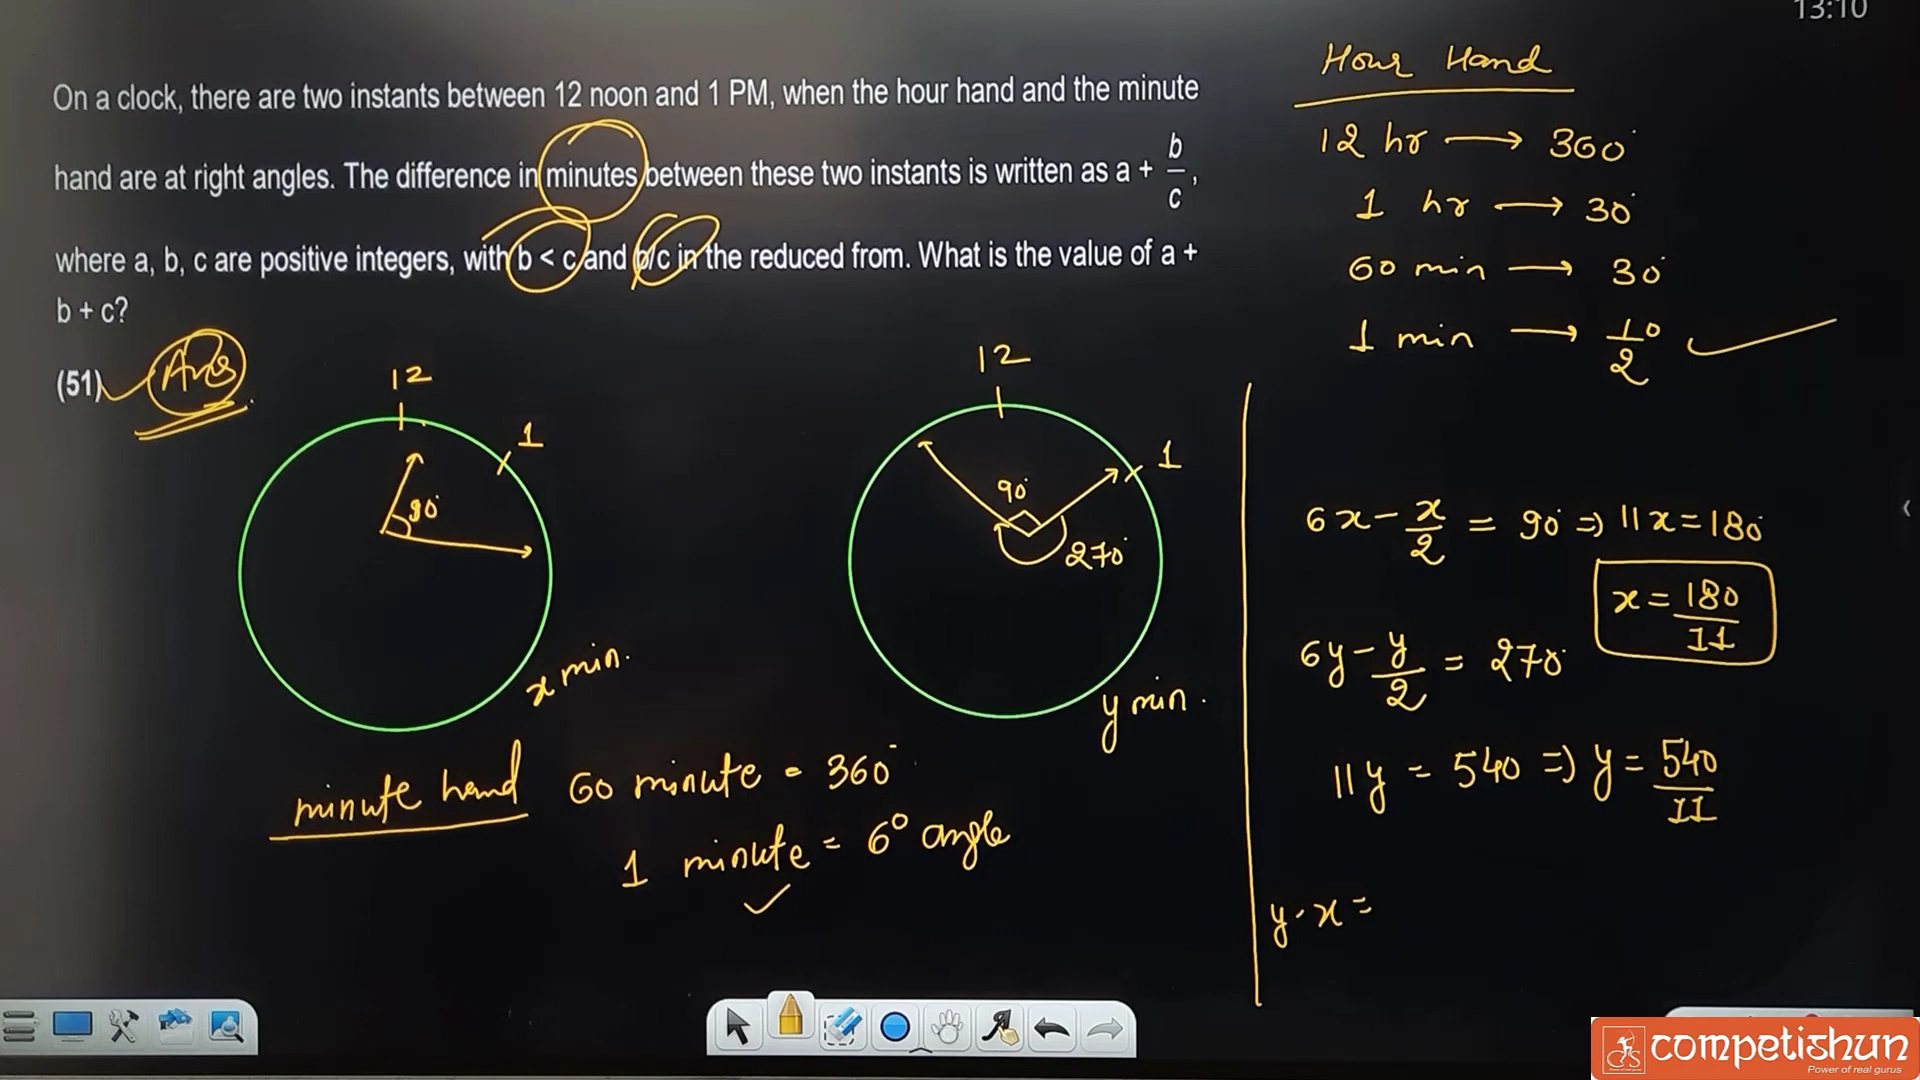 13:10
On a clock, there are two instants between 12 noon and 1 PM, when the hour hand and the minute
hand are at right angles. The difference in minutes between these two instants is written as a + b/c,
where a, b, c are positive integers, with b < c and b/c in the reduced from. What is the value of a +
b + c?
(51) Ans
12
1
90°
x min.
12
1
90°
270°
y min.
minute hand 60 minute = 360°
1 minute = 6° angle
Hour Hand
12 hr → 360°
1 hr → 30°
60 min → 30°
1 min → 1/2°
6x - x/2 = 90° ⇒ 11x = 180°
x = 180/11
6y - y/2 = 270°
11y = 540 ⇒ y = 540/11
y - x =
competishun
Power of real gurus